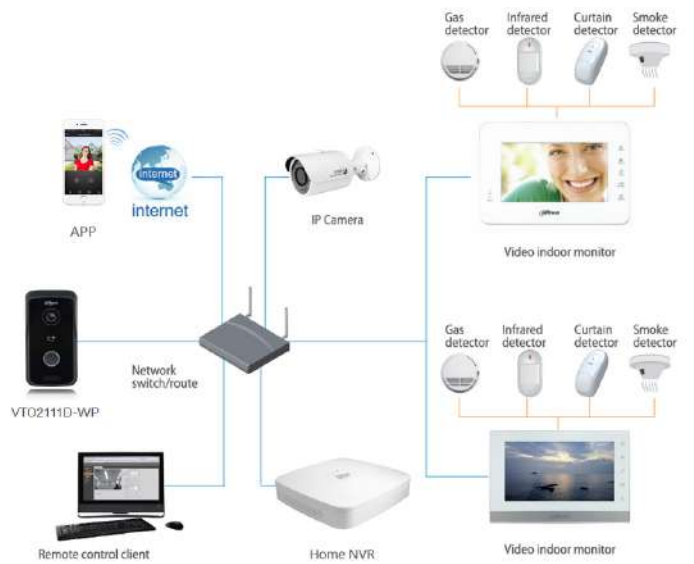 Gas
detector
Infrared
detector
Curtain
detector
Smoke
detector
internet
internet
APP
IP Camera
alhua
Video indoor monitor
Network
switch/route
VTO2111D-WP
Gas
detector
Infrared
detector
Curtain
detector
Smoke
detector
Remote control client
Home NVR
Video indoor monitor